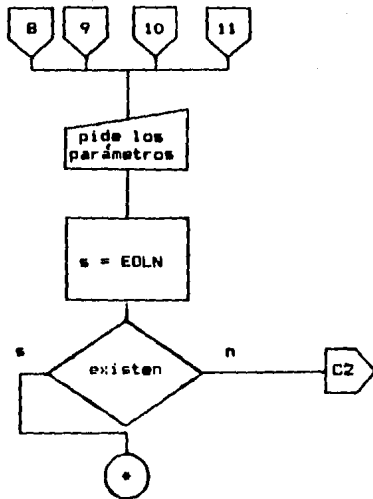 8 9 10 11
pide los
parámetros
s = EOLN
s n
existen C2
*